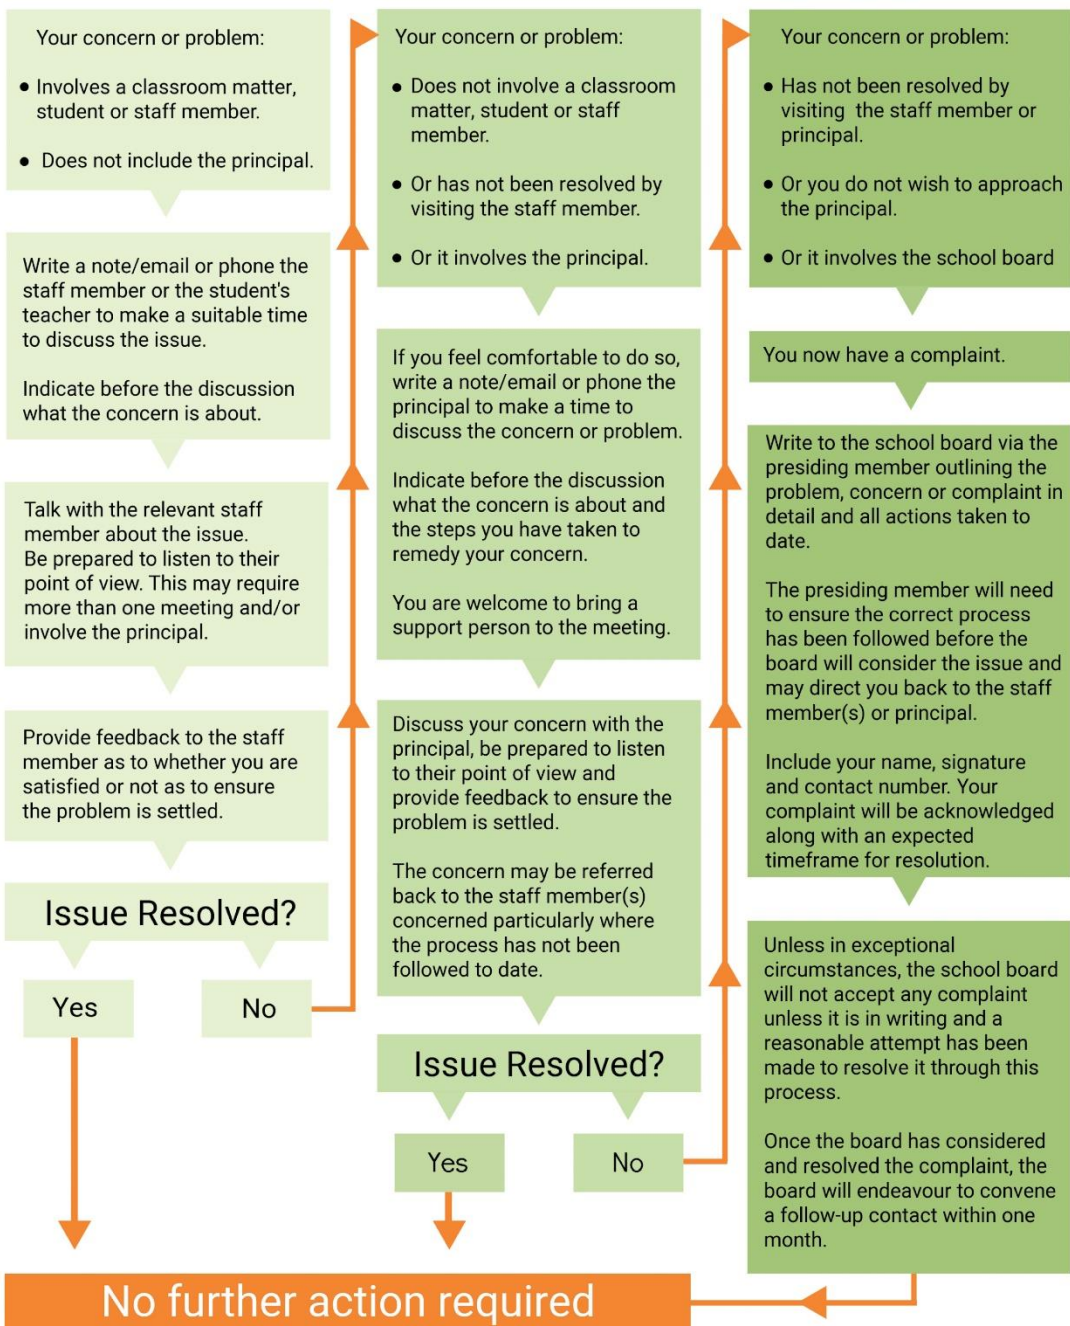 Your concern or problem:
● Involves a classroom matter,
student or staff member.
● Does not include the principal.
Write a note/email or phone the
staff member or the student's
teacher to make a suitable time
to discuss the issue.
Indicate before the discussion
what the concern is about.
Talk with the relevant staff
member about the issue.
Be prepared to listen to their
point of view. This may require
more than one meeting and/or
involve the principal.
Provide feedback to the staff
member as to whether you are
satisfied or not as to ensure
the problem is settled.
Issue Resolved?
Yes
No
Your concern or problem:
● Does not involve a classroom
matter, student or staff
member.
● Or has not been resolved by
visiting the staff member.
● Or it involves the principal.
If you feel comfortable to do so,
write a note/email or phone the
principal to make a time to
discuss the concern or problem.
Indicate before the discussion
what the concern is about and
the steps you have taken to
remedy your concern.
You are welcome to bring a
support person to the meeting.
Discuss your concern with the
principal, be prepared to listen
to their point of view and
provide feedback to ensure the
problem is settled.
The concern may be referred
back to the staff member(s)
concerned particularly where
the process has not been
followed to date.
Issue Resolved?
Yes
No
Your concern or problem:
● Has not been resolved by
visiting the staff member or
principal.
● Or you do not wish to approach
the principal.
● Or it involves the school board
You now have a complaint.
Write to the school board via the
presiding member outlining the
problem, concern or complaint in
detail and all actions taken to
date.
The presiding member will need
to ensure the correct process
has been followed before the
board will consider the issue and
may direct you back to the staff
member(s) or principal.
Include your name, signature
and contact number. Your
complaint will be acknowledged
along with an expected
timeframe for resolution.
Unless in exceptional
circumstances, the school board
will not accept any complaint
unless it is in writing and a
reasonable attempt has been
made to resolve it through this
process.
Once the board has considered
and resolved the complaint, the
board will endeavour to convene
a follow-up contact within one
month.
No further action required